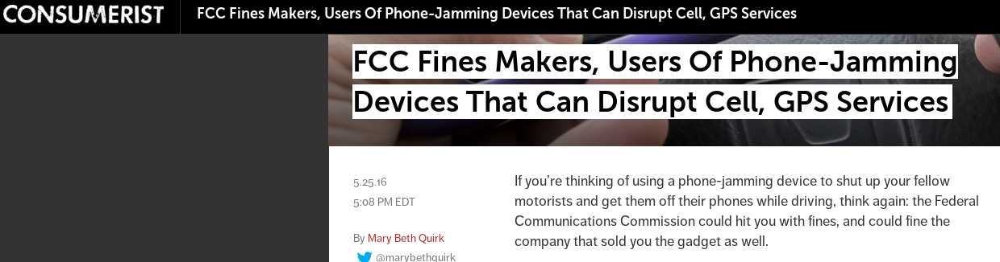 CONSUMERIST
FCC Fines Makers, Users Of Phone-Jamming Devices That Can Disrupt Cell, GPS Services
FCC Fines Makers, Users Of Phone-Jamming
Devices That Can Disrupt Cell, GPS Services
5.25.16
5:08 PM EDT
By Mary Beth Quirk
@marybethquirk
If you’re thinking of using a phone-jamming device to shut up your fellow
motorists and get them off their phones while driving, think again: the Federal
Communications Commission could hit you with fines, and could fine the
company that sold you the gadget as well.